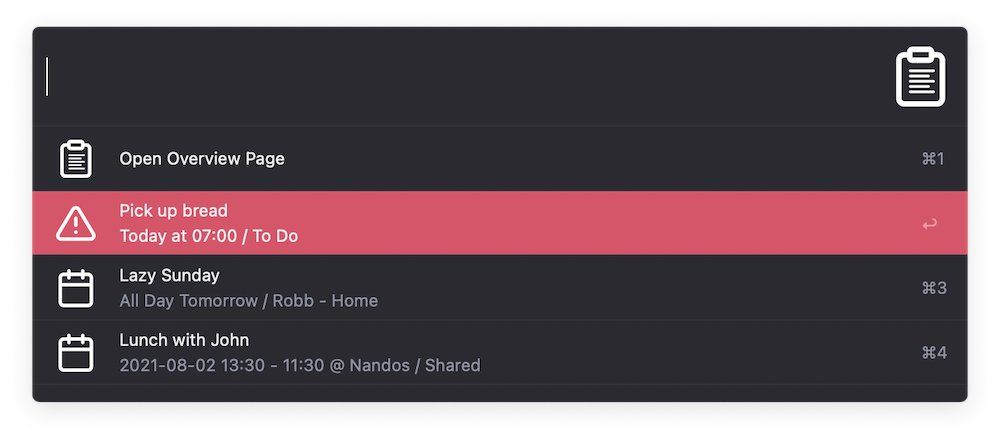 Open Overview Page
⌘1
Pick up bread
Today at 07:00 / To Do
↩
Lazy Sunday
All Day Tomorrow / Robb - Home
⌘3
Lunch with John
2021-08-02 13:30 - 11:30 @ Nandos / Shared
⌘4